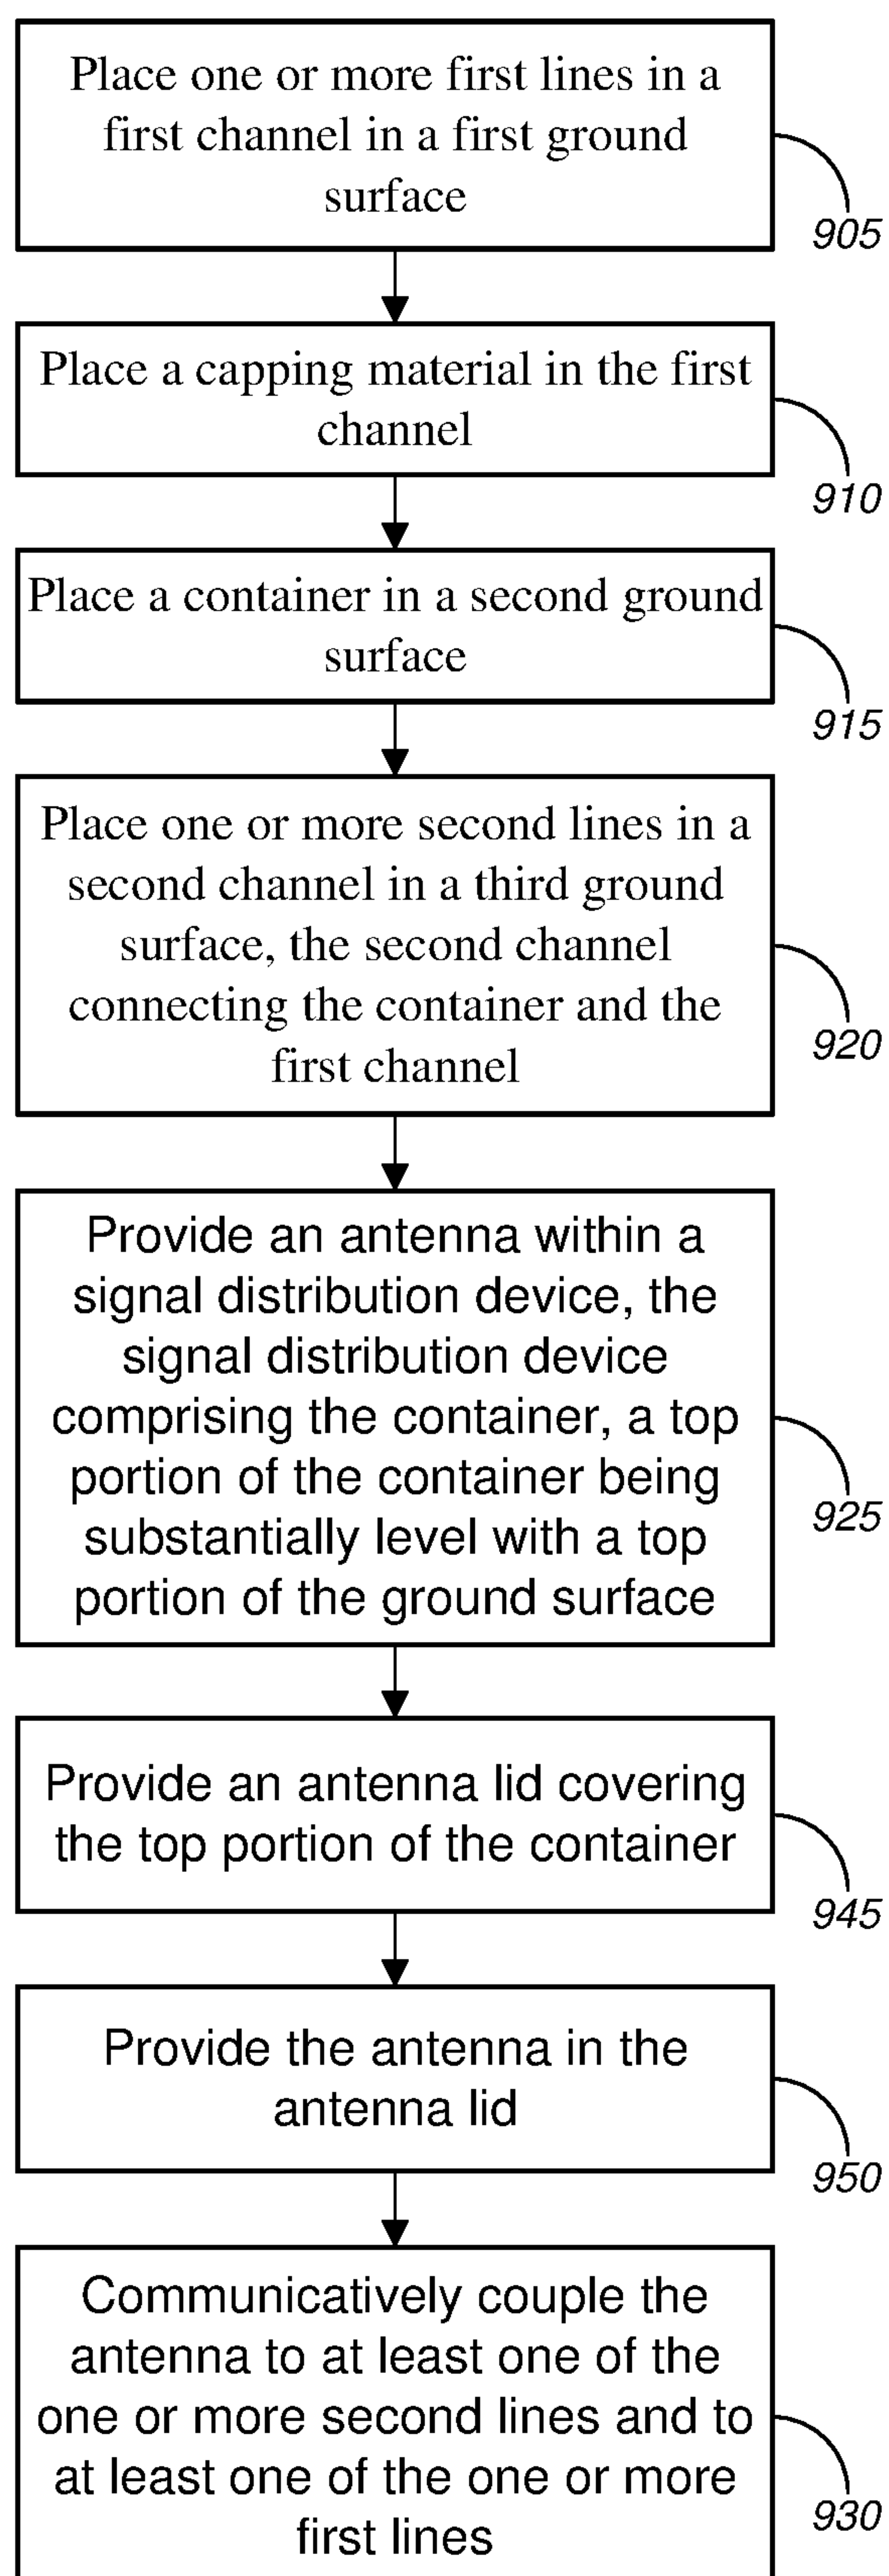 Place one or more first lines in a
first channel in a first ground
surface
905
Place a capping material in the first
channel
910
Place a container in a second ground
surface
915
Place one or more second lines in a
second channel in a third ground
surface, the second channel
connecting the container and the
first channel
920
Provide an antenna within a
signal distribution device, the
signal distribution device
comprising the container, a top
portion of the container being
substantially level with a top
portion of the ground surface
925
Provide an antenna lid covering
the top portion of the container
945
Provide the antenna in the
antenna lid
950
Communicatively couple the
antenna to at least one of the
one or more second lines and to
at least one of the one or more
first lines
930